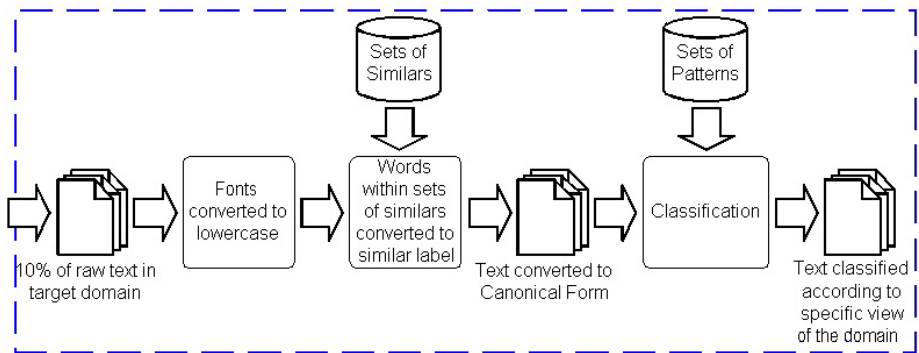 Sets of
Similars
Sets of
Patterns
10% of raw text in
target domain
Fonts
converted to
lowercase
Words
within sets
of similars
converted to
similar label
Text converted to
Canonical Form
Classification
Text classified
according to
specific view
of the domain